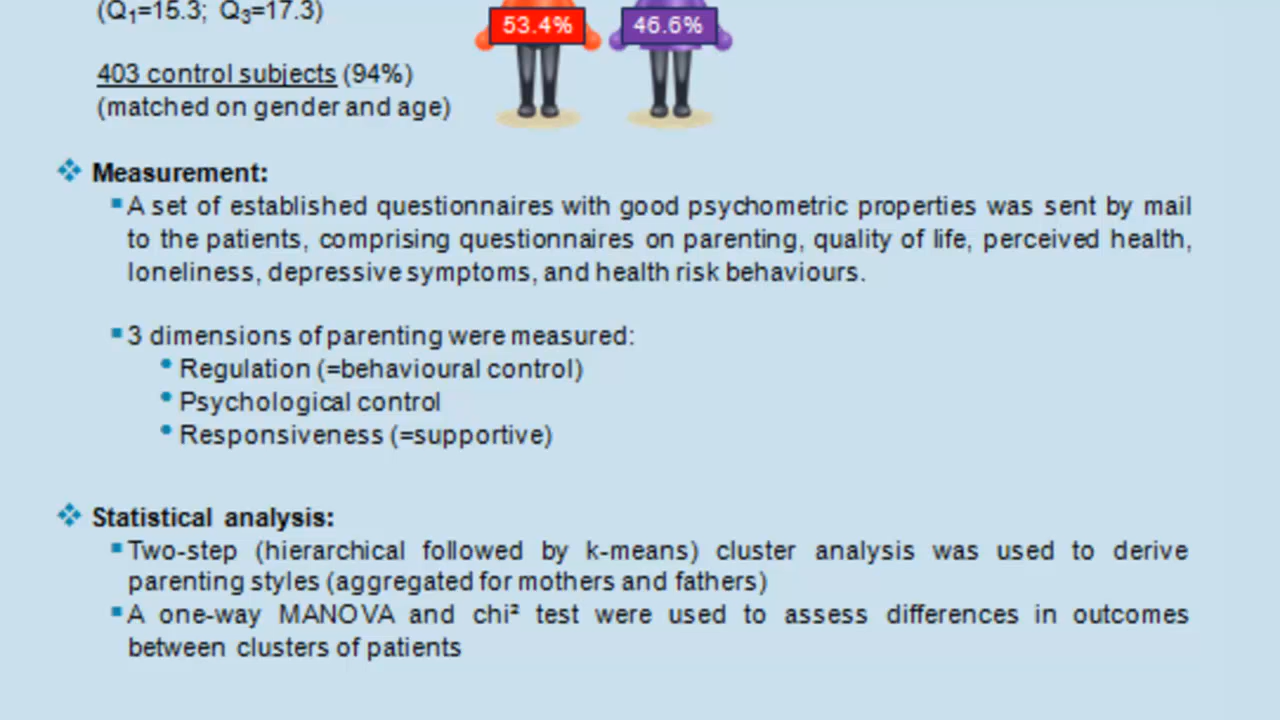 (Q₁=15.3; Q₃=17.3)
53.4% 46.6%
403 control subjects (94%)
(matched on gender and age)
Measurement:
A set of established questionnaires with good psychometric properties was sent by mail
to the patients, comprising questionnaires on parenting, quality of life, perceived health,
loneliness, depressive symptoms, and health risk behaviours.
3 dimensions of parenting were measured:
Regulation (=behavioural control)
Psychological control
Responsiveness (=supportive)
Statistical analysis:
Two-step (hierarchical followed by k-means) cluster analysis was used to derive
parenting styles (aggregated for mothers and fathers)
A one-way MANOVA and chi² test were used to assess differences in outcomes
between clusters of patients